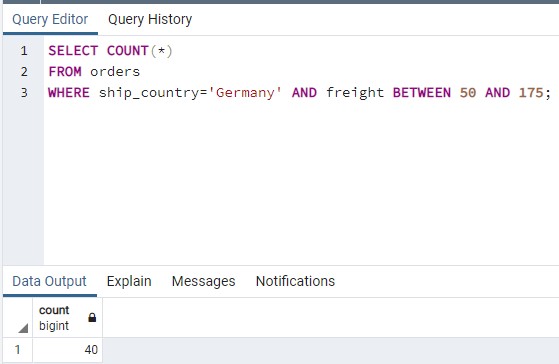 Query Editor Query History
1 SELECT COUNT(*)
2 FROM orders
3 WHERE ship_country='Germany' AND freight BETWEEN 50 AND 175;
Data Output Explain Messages Notifications
count
bigint
1 40